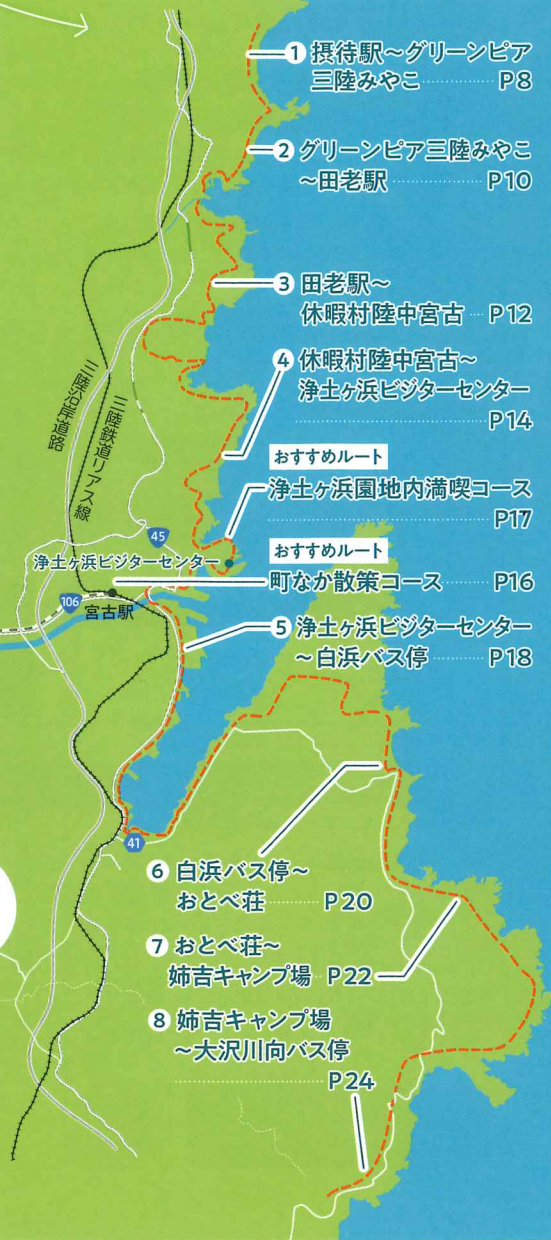 1 摂待駅～グリーンピア
三陸みやこ P8
2 グリーンピア三陸みやこ
～田老駅 P10
3 田老駅～
休暇村陸中宮古 P12
4 休暇村陸中宮古～
浄土ヶ浜ビジターセンター
P14
三陸沿岸道路
三陸鉄道リアス線
おすすめルート
浄土ヶ浜園地内満喫コース
P17
45
浄土ヶ浜ビジターセンター
おすすめルート
町なか散策コース P16
106
宮古駅
5 浄土ヶ浜ビジターセンター
～白浜バス停 P18
41
6 白浜バス停～
おとべ荘 P20
7 おとべ荘～
姉吉キャンプ場 P22
8 姉吉キャンプ場
～大沢川向バス停
P24